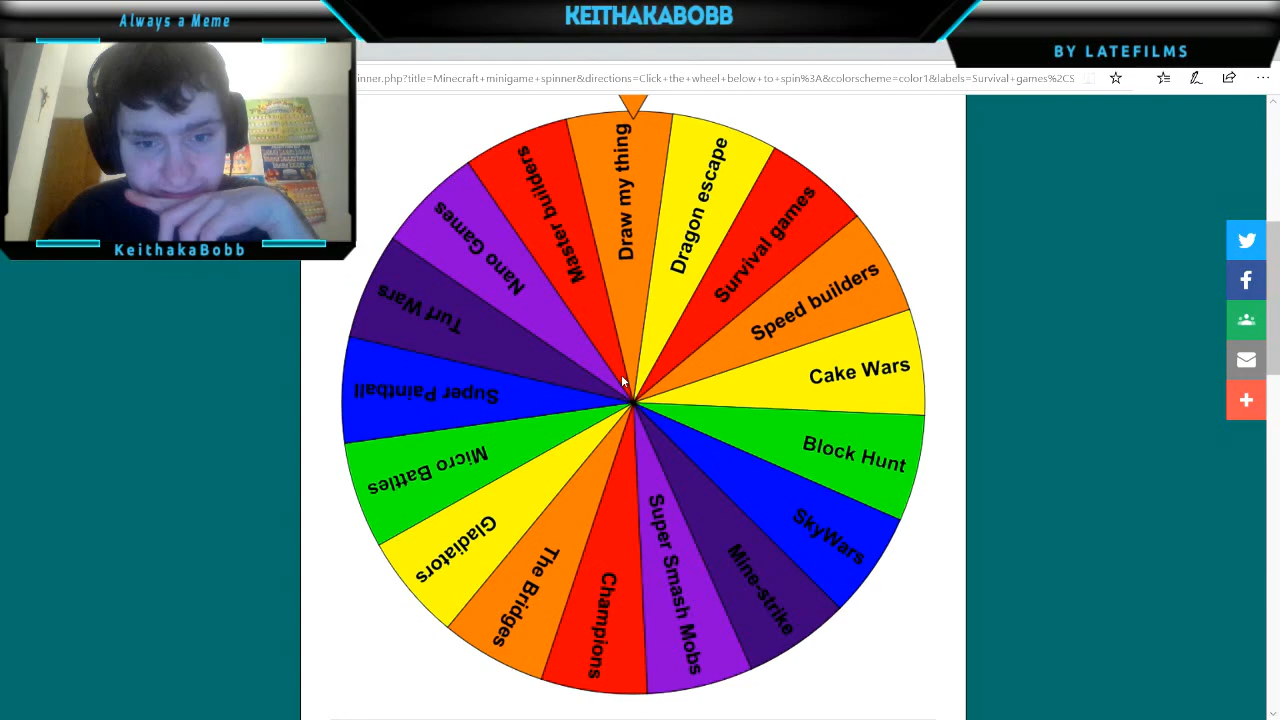 Always a Meme
KEITHAKABOBB
BY LATEFILMS
inner.php?title=Minecraft+minigame+spinner&directions=Click+the+wheel+below+to+spin%3A&colorscheme=color1&labels=Survival+games%2CS
KeithakaBobb
Draw my thing
Dragon escape
Survival games
Speed builders
Cake Wars
Block Hunt
SkyWars
Mine-strike
Super Smash Mobs
Champions
The Bridges
Gladiators
Micro Battles
Super Paintball
Turf Wars
Nano Games
Master builders